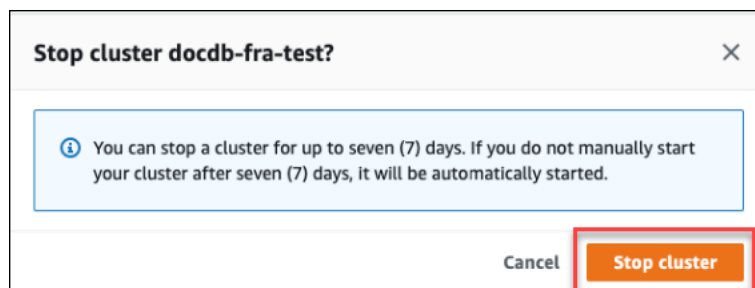 Stop cluster docdb-fra-test?
You can stop a cluster for up to seven (7) days. If you do not manually start
your cluster after seven (7) days, it will be automatically started.
Cancel
Stop cluster